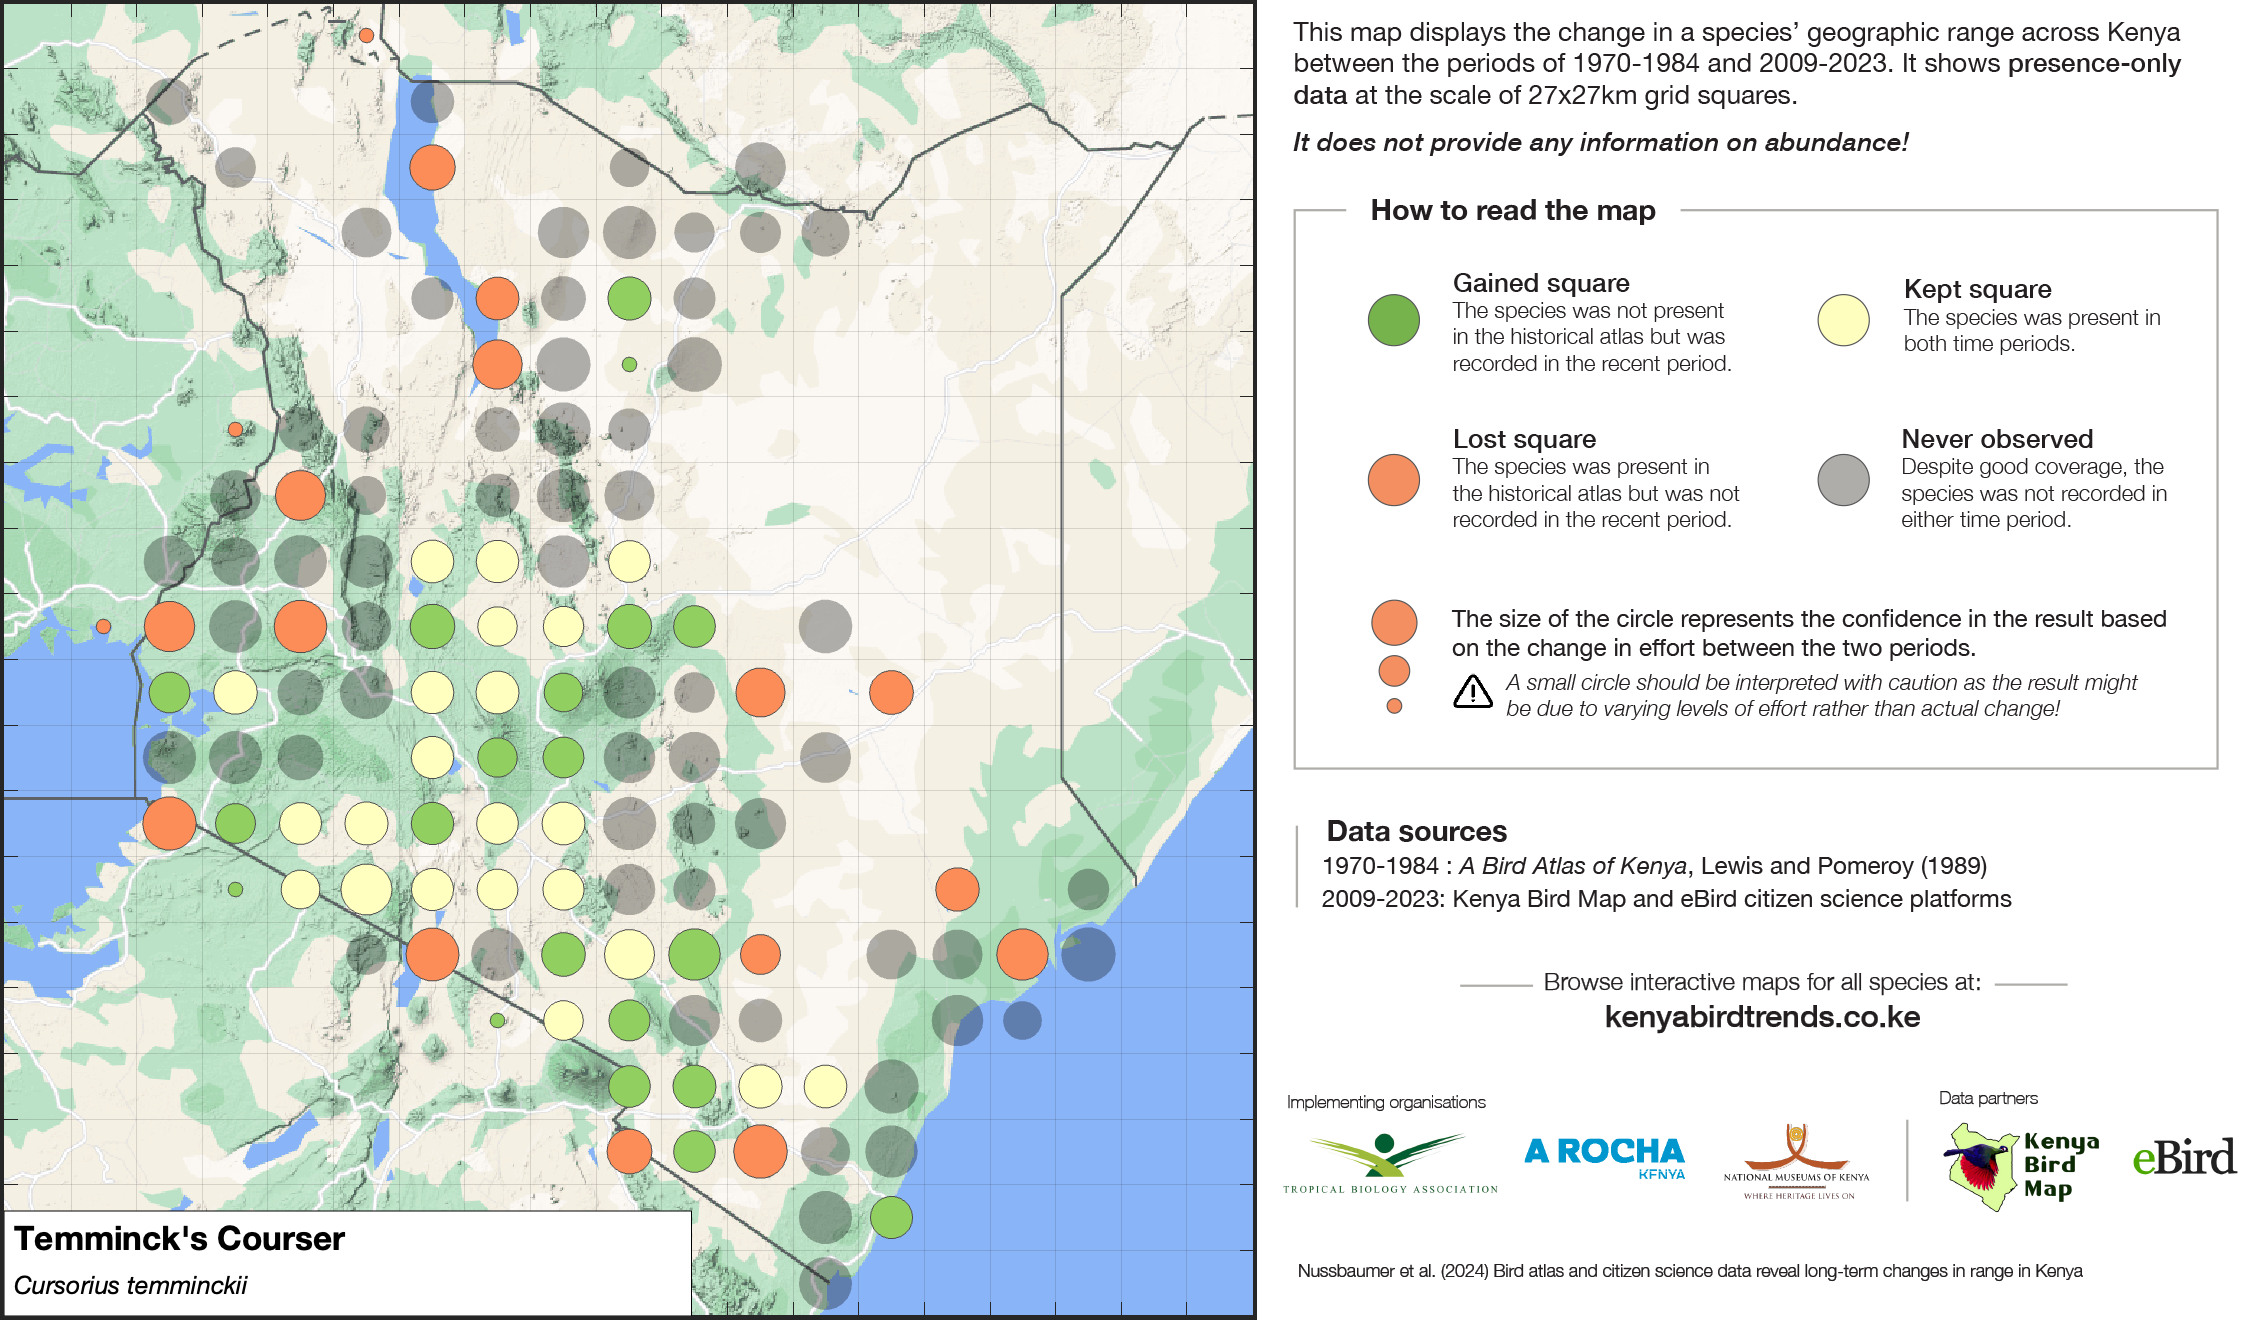 This map displays the change in a species’ geographic range across Kenya
between the periods of 1970-1984 and 2009-2023. It shows presence-only
data at the scale of 27x27km grid squares.
It does not provide any information on abundance!
How to read the map
Gained square
The species was not present
in the historical atlas but was
recorded in the recent period.
Kept square
The species was present in
both time periods.
Lost square
The species was present in
the historical atlas but was not
recorded in the recent period.
Never observed
Despite good coverage, the
species was not recorded in
either time period.
The size of the circle represents the confidence in the result based
on the change in effort between the two periods.
A small circle should be interpreted with caution as the result might
be due to varying levels of effort rather than actual change!
Data sources
1970-1984 : A Bird Atlas of Kenya, Lewis and Pomeroy (1989)
2009-2023: Kenya Bird Map and eBird citizen science platforms
Browse interactive maps for all species at:
kenyabirdtrends.co.ke
Implementing organisations
Data partners
TROPICAL BIOLOGY ASSOCIATION
A ROCHA
KENYA
NATIONAL MUSEUMS OF KENYA
WHERE HERITAGE LIVES ON
Kenya
Bird
Map
eBird
Temminck's Courser
Cursorius temminckii
Nussbaumer et al. (2024) Bird atlas and citizen science data reveal long-term changes in range in Kenya